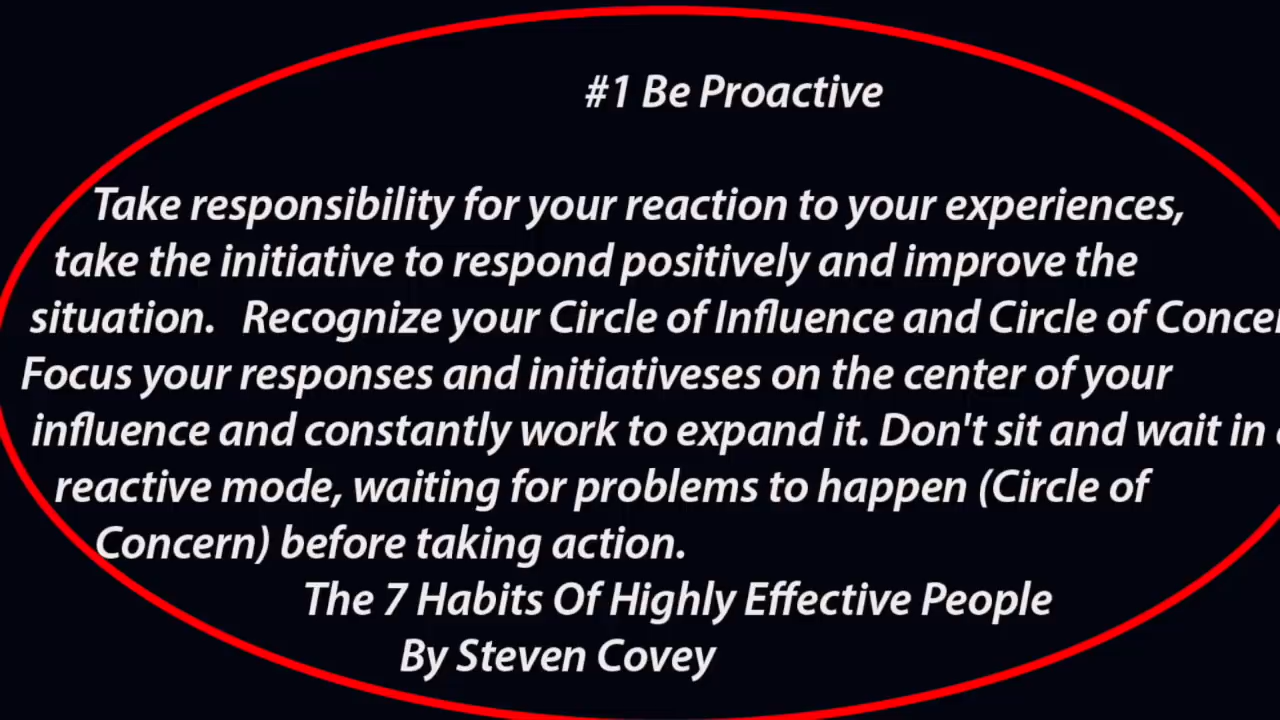 #1 Be Proactive
Take responsibility for your reaction to your experiences,
take the initiative to respond positively and improve the
situation. Recognize your Circle of Influence and Circle of
Focus your responses and initiativeses on the center of your
influence and constantly work to expand it. Don't sit and wait in
reactive mode, waiting for problems to happen (Circle of
Concern) before taking action.
The 7 Habits Of Highly Effective People
By Steven Covey